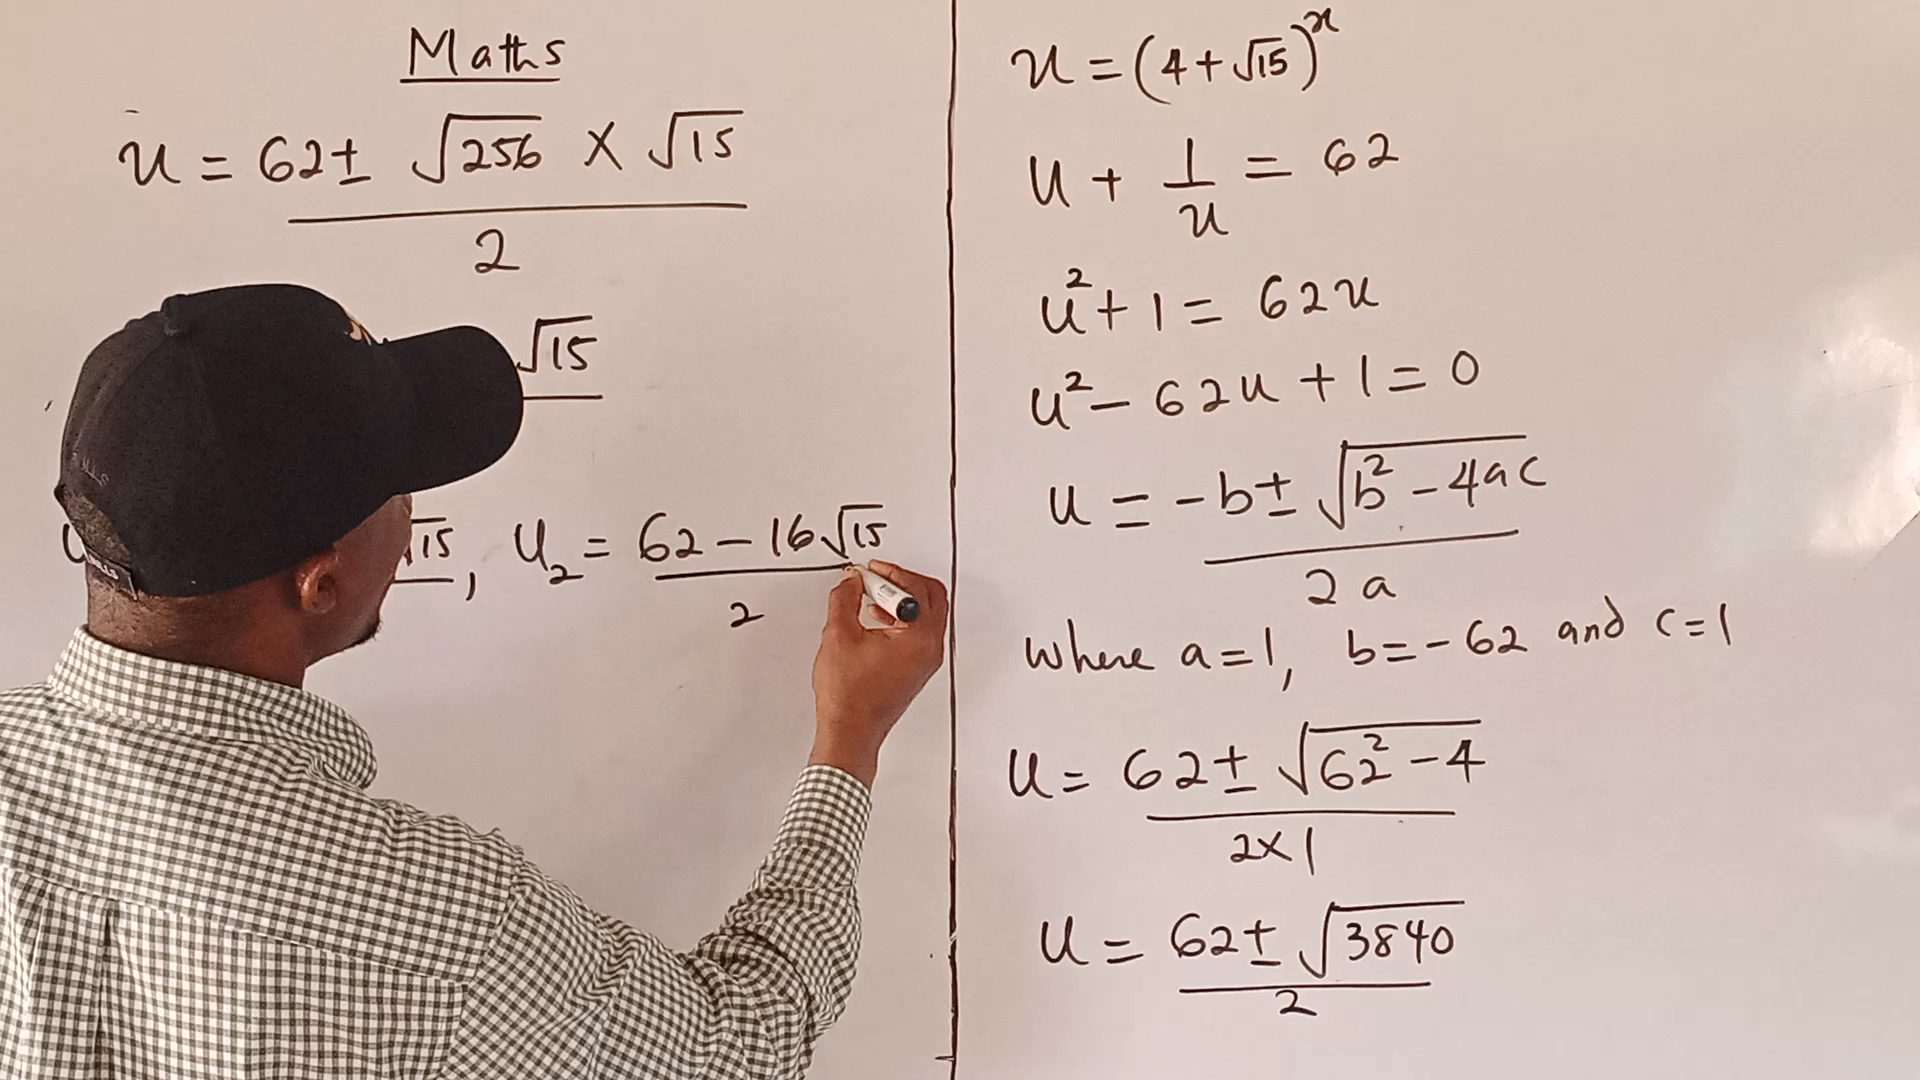 Maths
u = 62 ± √256 × √15
2
√15
u √15, u₂ = 62 - 16√15
2
u = (4 + √15)ˣ
u + 1/u = 62
u² + 1 = 62u
u² - 62u + 1 = 0
u = -b ± √b² - 4ac
2a
where a = 1, b = -62 and c = 1
u = 62 ± √62² - 4
2 × 1
u = 62 ± √3840
2